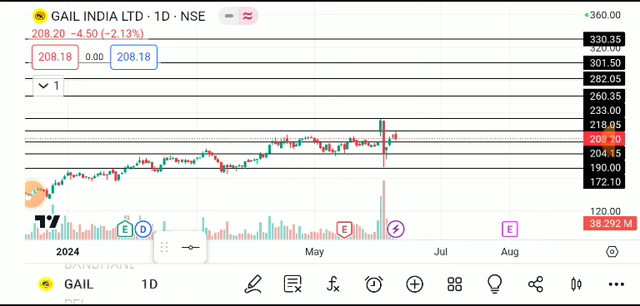 GAIL INDIA LTD · 1D · NSE
208.20 −4.50 (−2.13%)
208.18 0.00 208.18
1
360.00
330.35
320.00
301.50
282.05
260.35
233.00
218.05
208.20
204.15
190.00
172.10
120.00
38.292 M
E D E E
2024 May Jul Aug
GAIL 1D